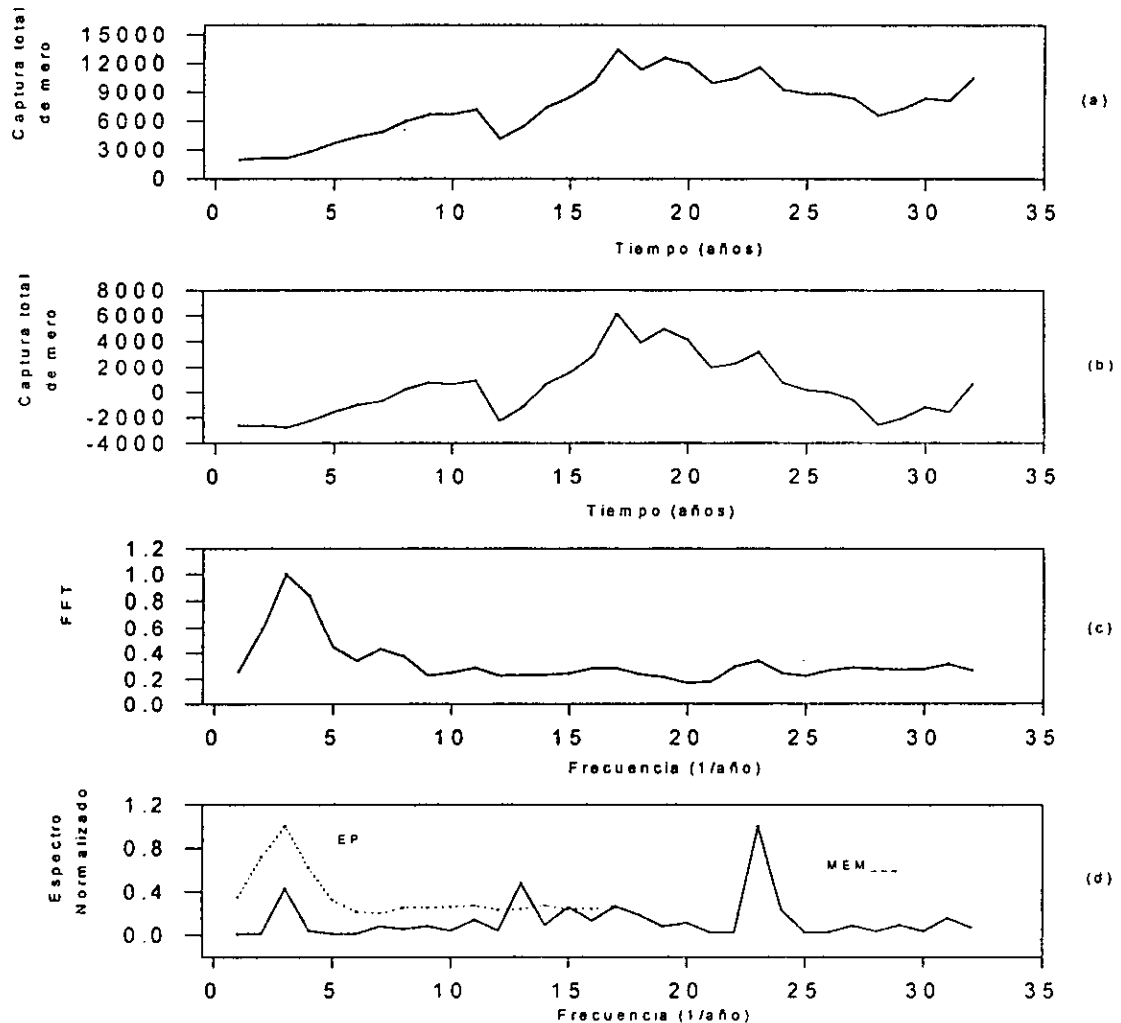 Captura total
de mero
15000
12000
9000
6000
3000
0
0 5 10 15 20 25 30 35
Tiempo (años)
(a)
Captura total
de mero
8000
6000
4000
2000
0
-2000
-4000
0 5 10 15 20 25 30 35
Tiempo (años)
(b)
FFT
1.2
1.0
0.8
0.6
0.4
0.2
0.0
0 5 10 15 20 25 30 35
Frecuencia (1/año)
(c)
Espectro
Normalizado
1.2
0.8
0.4
0.0
EP
MEM
0 5 10 15 20 25 30 35
Frecuencia (1/año)
(d)